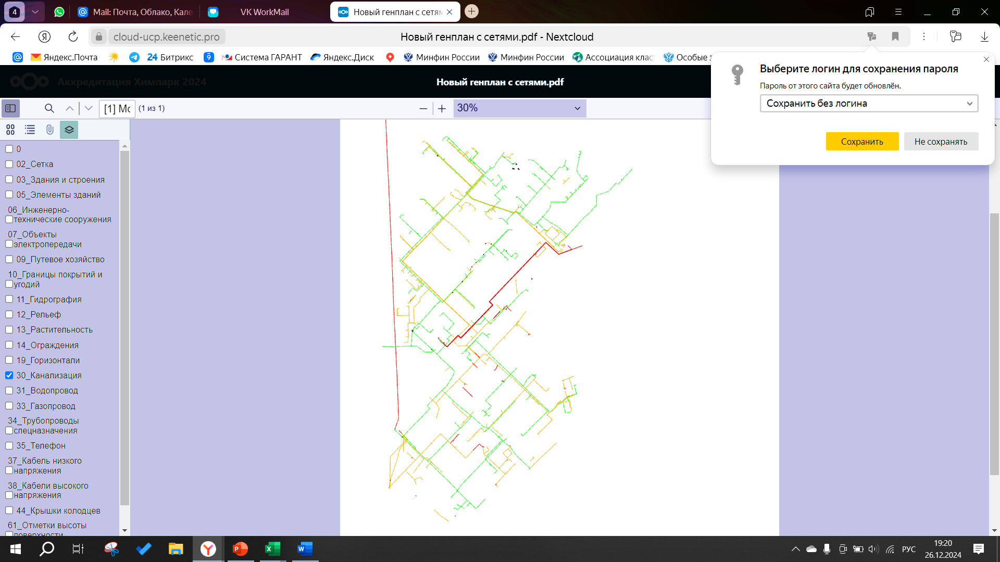 4
Mail: Почта, Облако, Кале
VK WorkMail
Новый генплан с сетям
cloud-ucp.keenetic.pro
Новый генплан с сетями.pdf - Nextcloud
Яндекс.Почта
24 Битрикс
9
Система ГАРАНТ
Яндекс.Диск
Минфин России
Минфин России
Ассоциация клас
Особые э
Аккредитация Химпарк 2024
Новый генплан с сетями.pdf
Выберите логин для сохранения пароля
Пароль от этого сайта будет обновлён.
Сохранить без логина
Сохранить
Не сохранять
[1] Мо
(1 из 1)
30%
0
02_Сетка
03_Здания и строения
05_Элементы зданий
06_Инженерно-
технические сооружения
07_Объекты
электропередачи
09_Путевое хозяйство
10_Границы покрытий и
угодий
11_Гидрография
12_Рельеф
13_Растительность
14_Ограждения
19_Горизонтали
30_Канализация
31_Водопровод
33_Газопровод
34_Трубопроводы
спецназначения
35_Телефон
37_Кабель низкого
напряжения
38_Кабели высокого
напряжения
44_Крышки колодцев
61_Отметки высоты
поверхности
РУС
19:20
26.12.2024